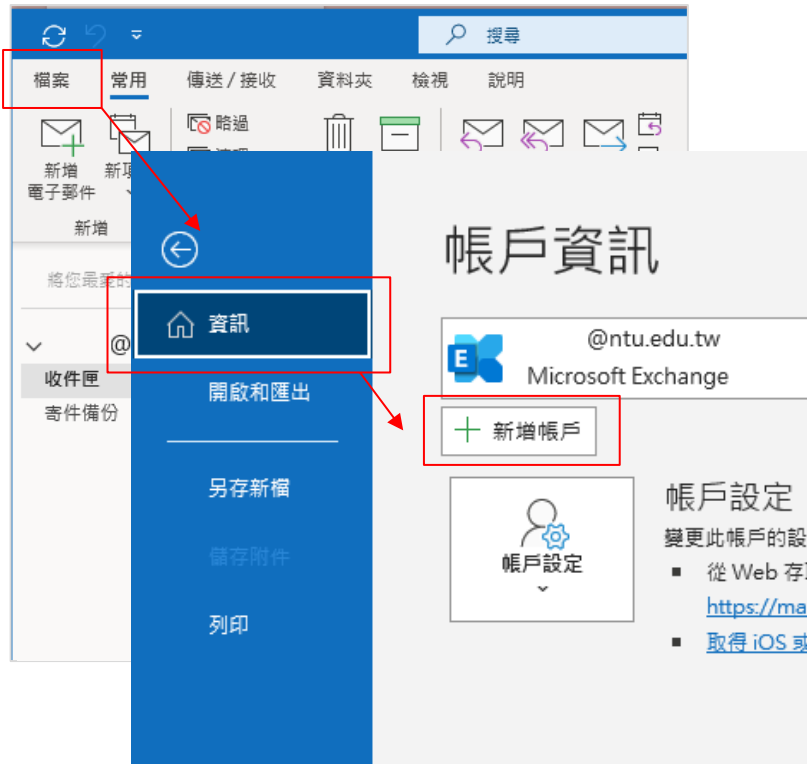 搜尋
檔案 常用 傳送 / 接收 資料夾 檢視 說明
略過
新增
電子郵件
新增
將您最愛的
@
收件匣
寄件備份
資訊
開啟和匯出
另存新檔
儲存附件
列印
帳戶資訊
@ntu.edu.tw
Microsoft Exchange
新增帳戶
帳戶設定
帳戶設定
變更此帳戶的設
從 Web 存
https://ma
取得 iOS 或